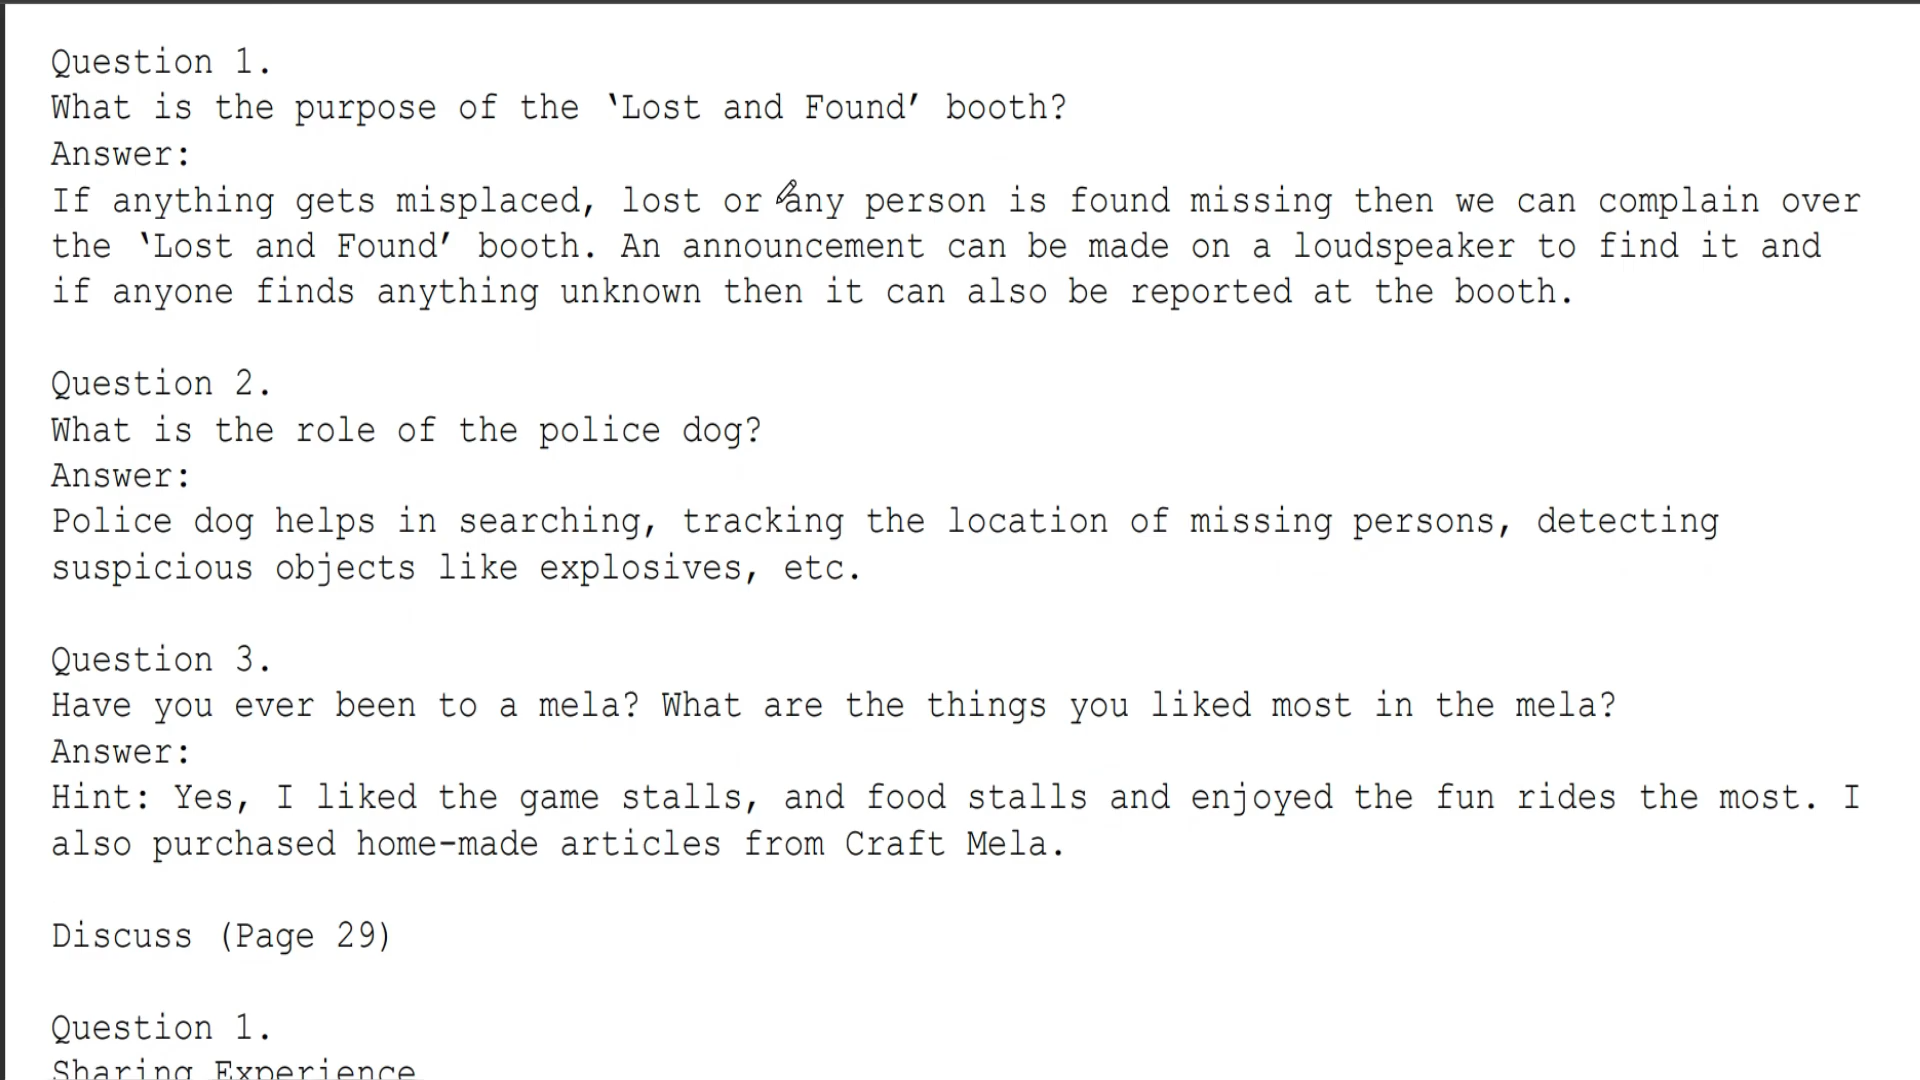 Question 1.
What is the purpose of the ‘Lost and Found’ booth?
Answer:
If anything gets misplaced, lost or any person is found missing then we can complain over
the ‘Lost and Found’ booth. An announcement can be made on a loudspeaker to find it and
if anyone finds anything unknown then it can also be reported at the booth.
Question 2.
What is the role of the police dog?
Answer:
Police dog helps in searching, tracking the location of missing persons, detecting
suspicious objects like explosives, etc.
Question 3.
Have you ever been to a mela? What are the things you liked most in the mela?
Answer:
Hint: Yes, I liked the game stalls, and food stalls and enjoyed the fun rides the most. I
also purchased home-made articles from Craft Mela.
Discuss (Page 29)
Question 1.
Sharing Experience